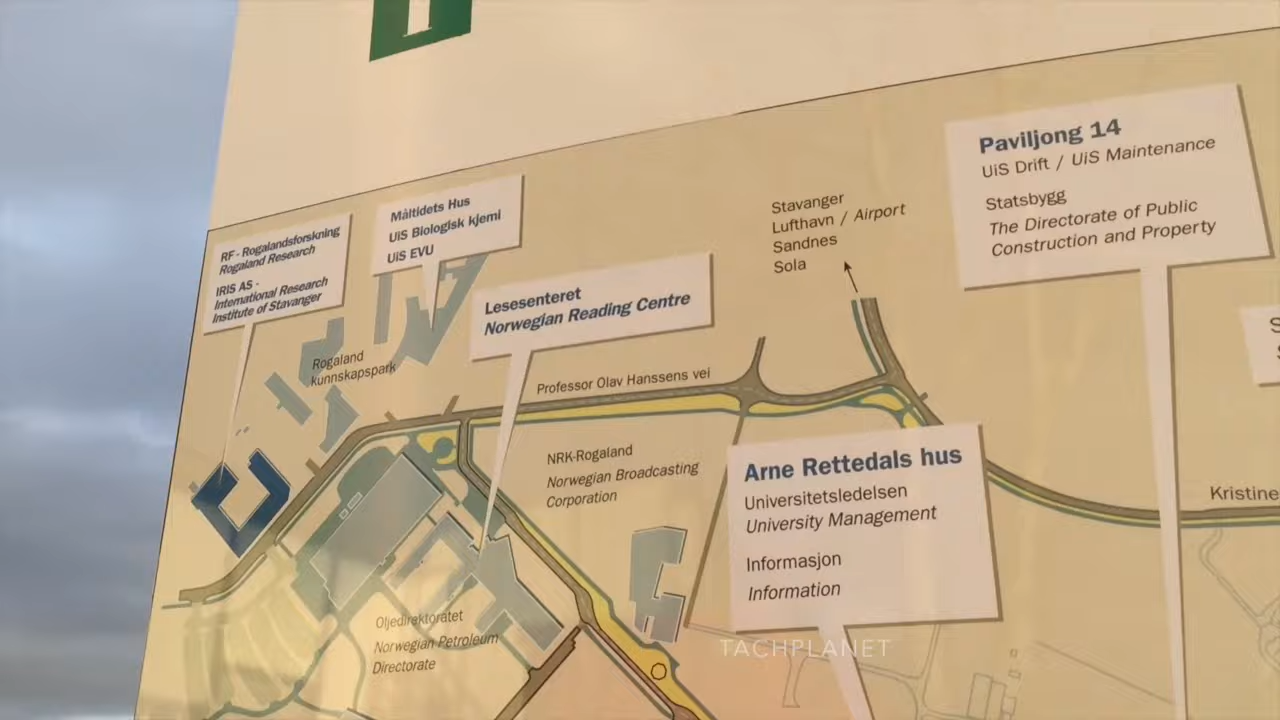 Paviljong 14
UiS Drift / UiS Maintenance
Statsbygg
The Directorate of Public
Construction and Property
Måltidets Hus
UiS Biologisk kjemi
UiS EVU
RF - Rogalandsforskning
Rogaland Research
IRIS AS -
International Research
Institute of Stavanger
Stavanger
Lufthavn / Airport
Sandnes
Sola
Lesesenteret
Norwegian Reading Centre
Rogaland
kunnskapspark
Professor Olav Hanssens vei
NRK-Rogaland
Norwegian Broadcasting
Corporation
Arne Rettedals hus
Universitetsledelsen
University Management
Informasjon
Information
Kristine
Oljedirektoratet
Norwegian Petroleum
Directorate
TACHPLANET